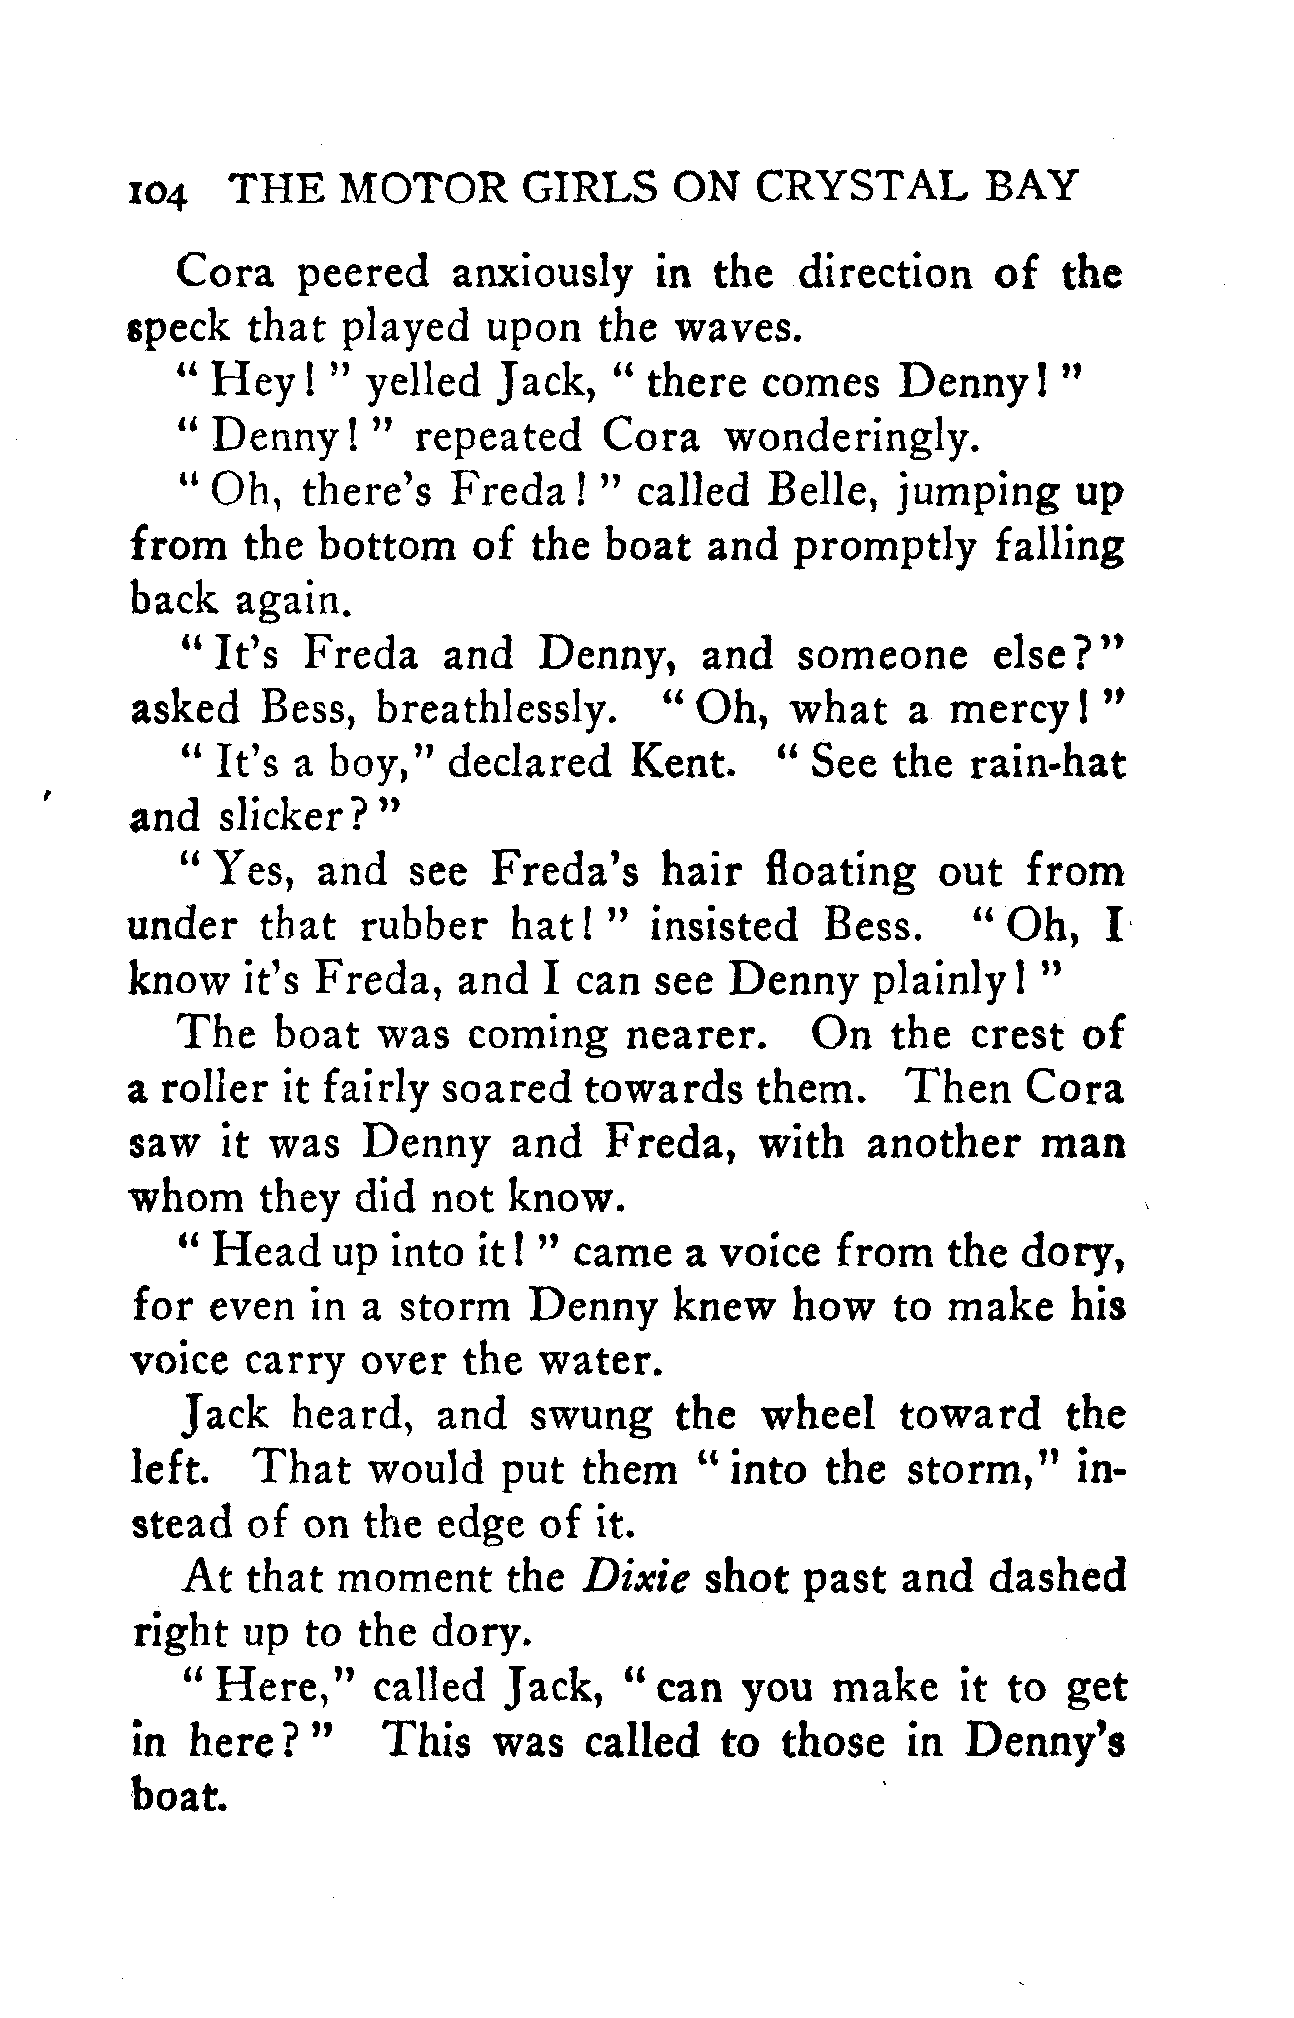 104 THE MOTOR GIRLS ON CRYSTAL BAY
Cora peered anxiously in the direction of the
speck that played upon the waves.
“ Hey! ” yelled Jack, “ there comes Denny! ”
“ Denny! ” repeated Cora wonderingly.
“ Oh, there’s Freda! ” called Belle, jumping up
from the bottom of the boat and promptly falling
back again.
“ It’s Freda and Denny, and someone else? ”
asked Bess, breathlessly. “ Oh, what a mercy! ”
“ It’s a boy,” declared Kent. “ See the rain-hat
and slicker? ”
“ Yes, and see Freda’s hair floating out from
under that rubber hat! ” insisted Bess. “ Oh, I
know it’s Freda, and I can see Denny plainly! ”
The boat was coming nearer. On the crest of
a roller it fairly soared towards them. Then Cora
saw it was Denny and Freda, with another man
whom they did not know.
“ Head up into it! ” came a voice from the dory,
for even in a storm Denny knew how to make his
voice carry over the water.
Jack heard, and swung the wheel toward the
left. That would put them “ into the storm,” in-
stead of on the edge of it.
At that moment the Dixie shot past and dashed
right up to the dory.
“ Here,” called Jack, “ can you make it to get
in here? ” This was called to those in Denny’s
boat.